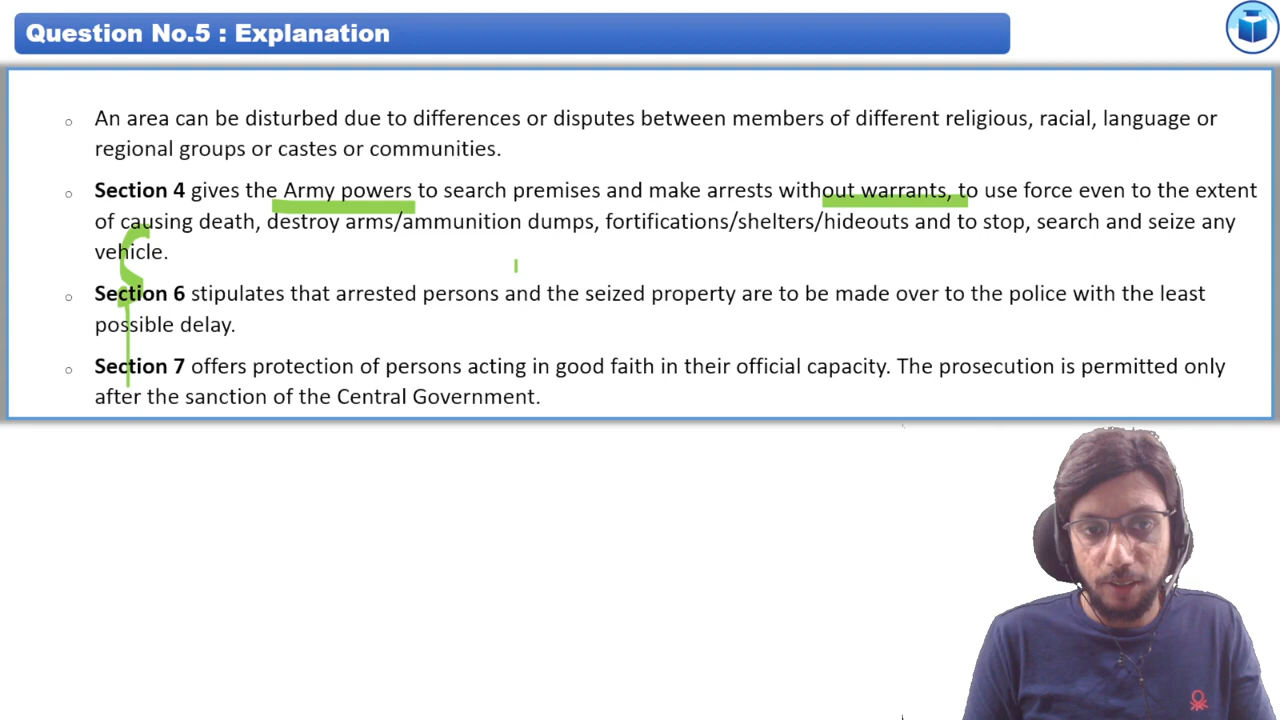 Question No.5 : Explanation
An area can be disturbed due to differences or disputes between members of different religious, racial, language or
regional groups or castes or communities.
Section 4 gives the Army powers to search premises and make arrests without warrants, to use force even to the extent
of causing death, destroy arms/ammunition dumps, fortifications/shelters/hideouts and to stop, search and seize any
vehicle.
Section 6 stipulates that arrested persons and the seized property are to be made over to the police with the least
possible delay.
Section 7 offers protection of persons acting in good faith in their official capacity. The prosecution is permitted only
after the sanction of the Central Government.